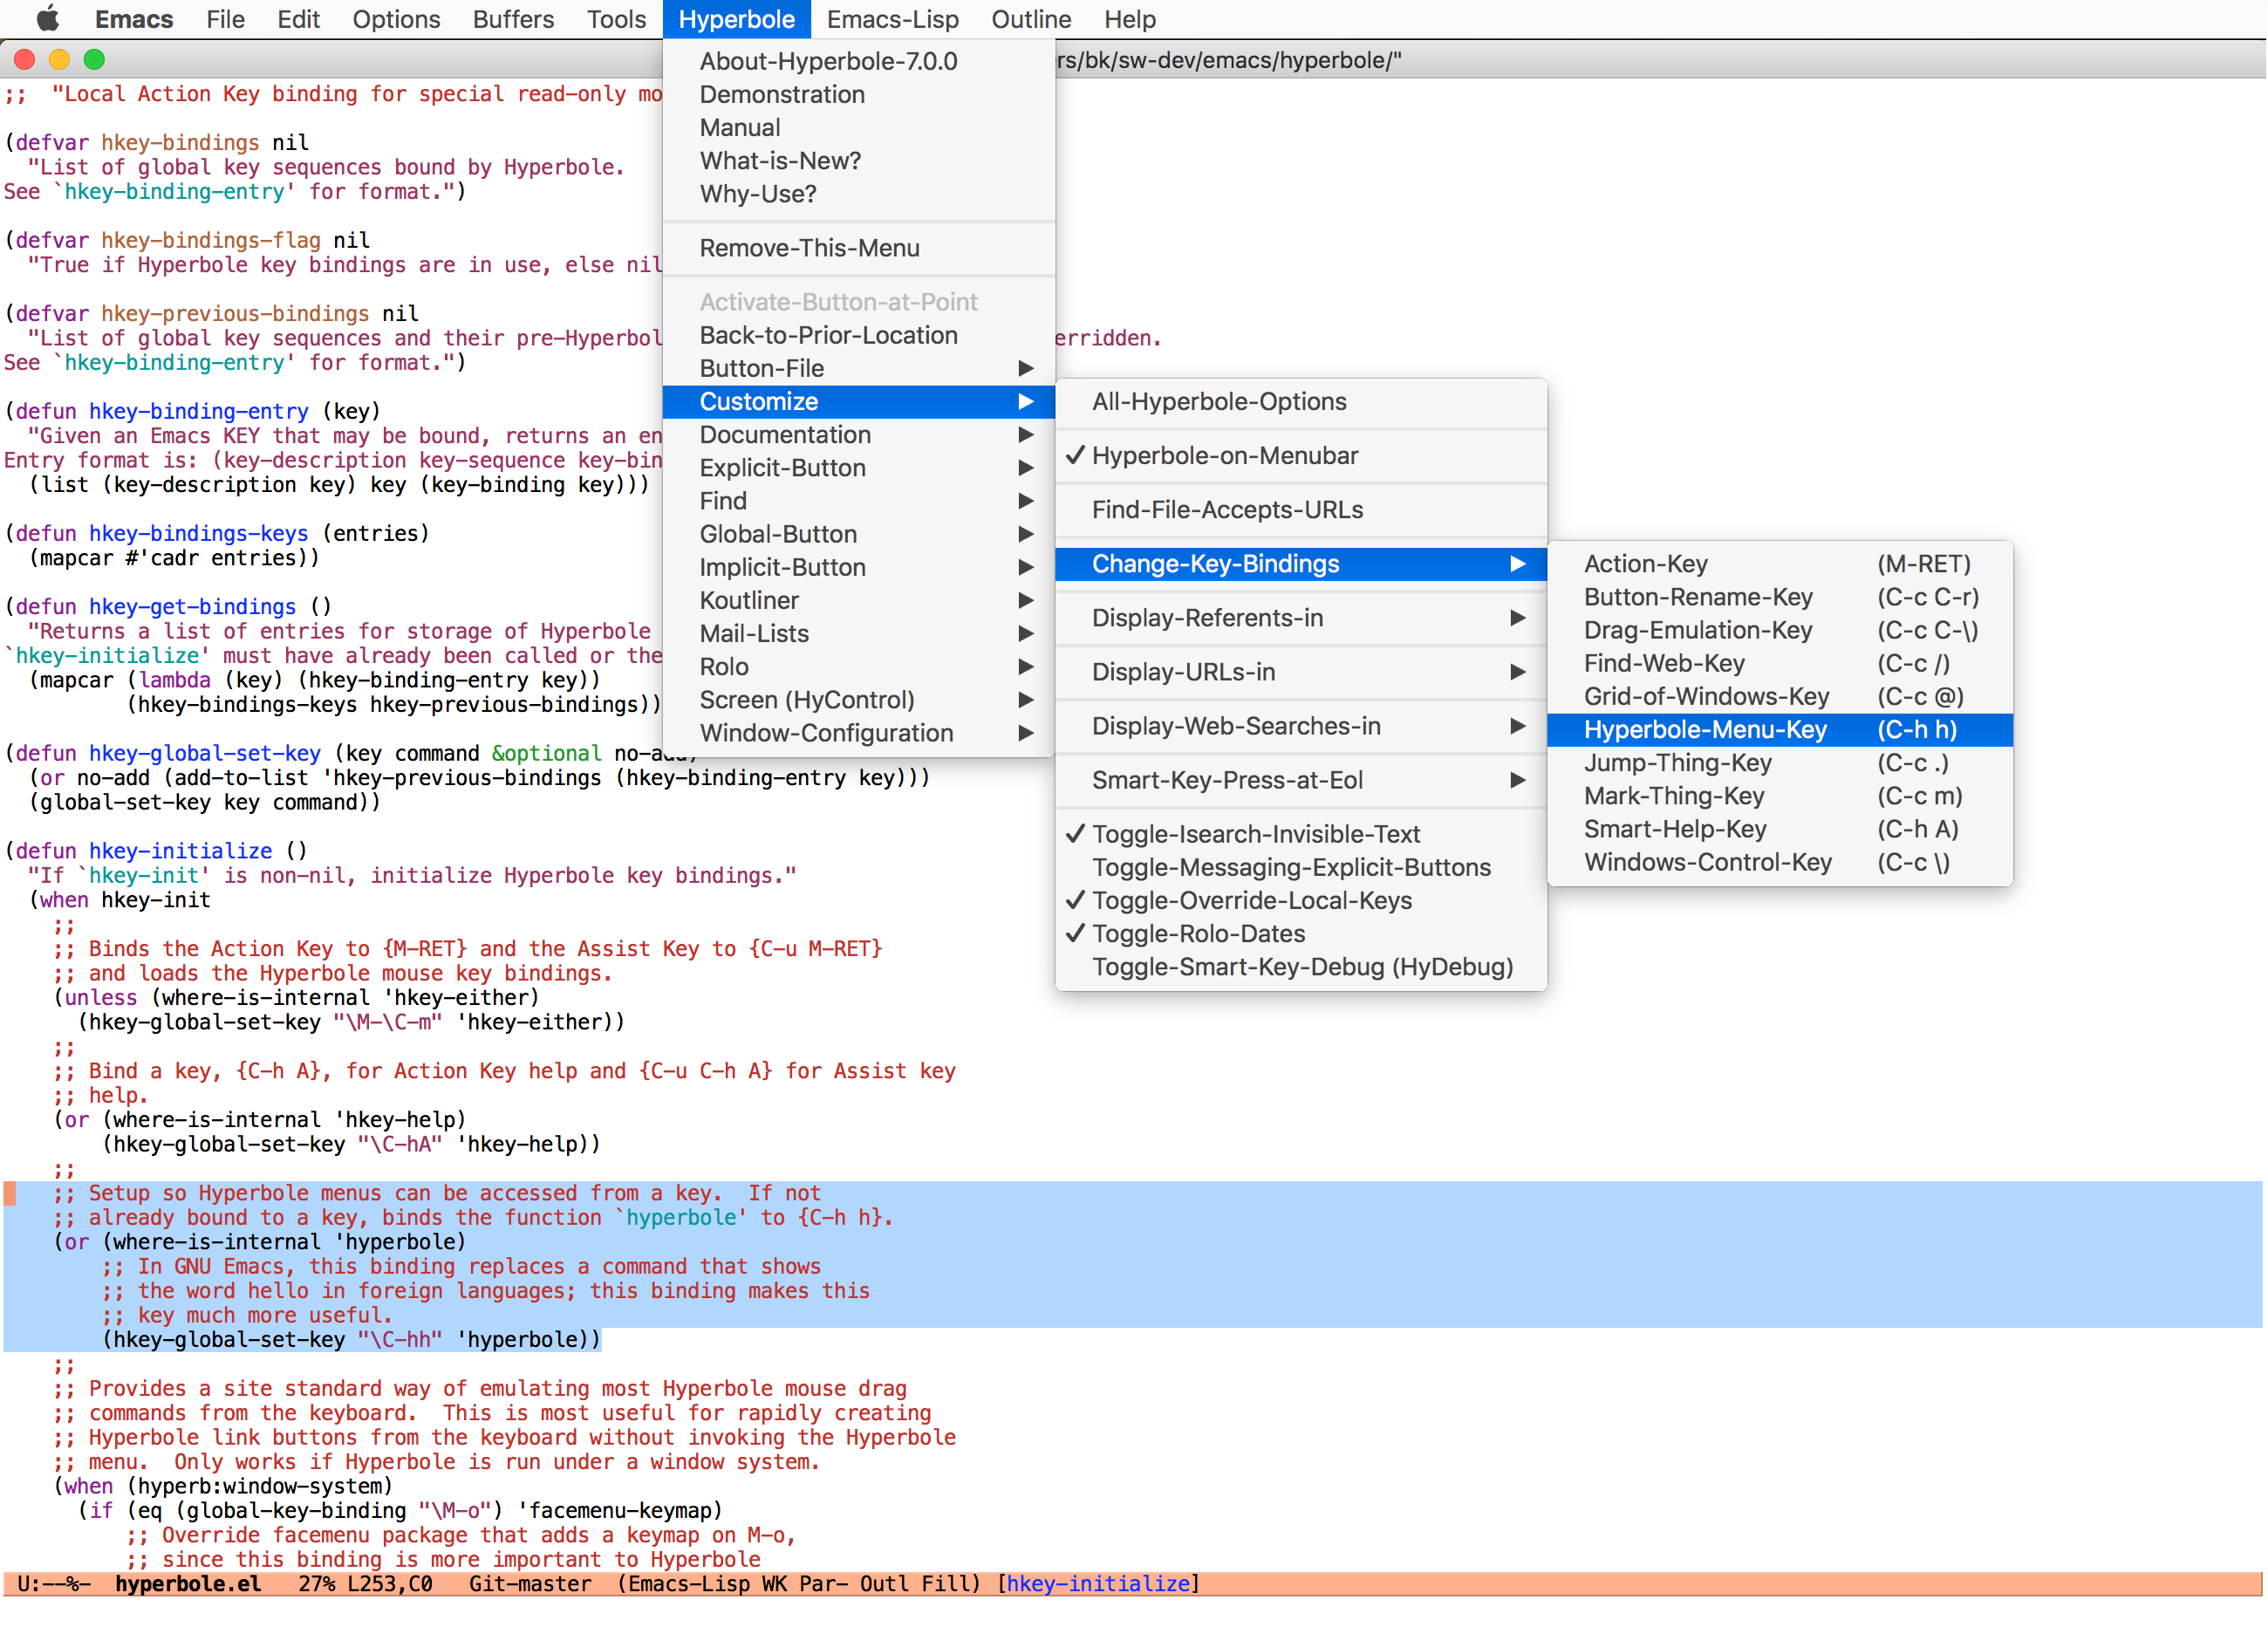 Emacs File Edit Options Buffers Tools Hyperbole Emacs-Lisp Outline Help
rs/bk/sw-dev/emacs/hyperbole/"
About-Hyperbole-7.0.0
Demonstration
Manual
What-is-New?
Why-Use?
Remove-This-Menu
Activate-Button-at-Point
Back-to-Prior-Location
Button-File
Customize
Documentation
Explicit-Button
Find
Global-Button
Implicit-Button
Koutliner
Mail-Lists
Rolo
Screen (HyControl)
Window-Configuration
All-Hyperbole-Options
✓ Hyperbole-on-Menubar
Find-File-Accepts-URLs
Change-Key-Bindings
Display-Referents-in
Display-URLs-in
Display-Web-Searches-in
Smart-Key-Press-at-Eol
✓ Toggle-Isearch-Invisible-Text
Toggle-Messaging-Explicit-Buttons
✓ Toggle-Override-Local-Keys
✓ Toggle-Rolo-Dates
Toggle-Smart-Key-Debug (HyDebug)
Action-Key (M-RET)
Button-Rename-Key (C-c C-r)
Drag-Emulation-Key (C-c C-\)
Find-Web-Key (C-c /)
Grid-of-Windows-Key (C-c @)
Hyperbole-Menu-Key (C-h h)
Jump-Thing-Key (C-c .)
Mark-Thing-Key (C-c m)
Smart-Help-Key (C-h A)
Windows-Control-Key (C-c \)
;;  "Local Action Key binding for special read-only mo
(defvar hkey-bindings nil
  "List of global key sequences bound by Hyperbole.
See `hkey-binding-entry' for format.")
(defvar hkey-bindings-flag nil
  "True if Hyperbole key bindings are in use, else nil
(defvar hkey-previous-bindings nil
  "List of global key sequences and their pre-Hyperbol erridden.
See `hkey-binding-entry' for format.")
(defun hkey-binding-entry (key)
  "Given an Emacs KEY that may be bound, returns an en
Entry format is: (key-description key-sequence key-bin
  (list (key-description key) key (key-binding key)))
(defun hkey-bindings-keys (entries)
  (mapcar #'cadr entries))
(defun hkey-get-bindings ()
  "Returns a list of entries for storage of Hyperbole
`hkey-initialize' must have already been called or the
  (mapcar (lambda (key) (hkey-binding-entry key))
          (hkey-bindings-keys hkey-previous-bindings))
(defun hkey-global-set-key (key command &optional no-add)
  (or no-add (add-to-list 'hkey-previous-bindings (hkey-binding-entry key)))
  (global-set-key key command))
(defun hkey-initialize ()
  "If `hkey-init' is non-nil, initialize Hyperbole key bindings."
  (when hkey-init
    ;;
    ;; Binds the Action Key to {M-RET} and the Assist Key to {C-u M-RET}
    ;; and loads the Hyperbole mouse key bindings.
    (unless (where-is-internal 'hkey-either)
      (hkey-global-set-key "\M-\C-m" 'hkey-either))
    ;;
    ;; Bind a key, {C-h A}, for Action Key help and {C-u C-h A} for Assist key
    ;; help.
    (or (where-is-internal 'hkey-help)
        (hkey-global-set-key "\C-hA" 'hkey-help))
    ;;
    ;; Setup so Hyperbole menus can be accessed from a key.  If not
    ;; already bound to a key, binds the function `hyperbole' to {C-h h}.
    (or (where-is-internal 'hyperbole)
        ;; In GNU Emacs, this binding replaces a command that shows
        ;; the word hello in foreign languages; this binding makes this
        ;; key much more useful.
        (hkey-global-set-key "\C-hh" 'hyperbole))
    ;;
    ;; Provides a site standard way of emulating most Hyperbole mouse drag
    ;; commands from the keyboard.  This is most useful for rapidly creating
    ;; Hyperbole link buttons from the keyboard without invoking the Hyperbole
    ;; menu.  Only works if Hyperbole is run under a window system.
    (when (hyperb:window-system)
      (if (eq (global-key-binding "\M-o") 'facemenu-keymap)
          ;; Override facemenu package that adds a keymap on M-o,
          ;; since this binding is more important to Hyperbole
U:--%-  hyperbole.el   27% L253,C0   Git-master  (Emacs-Lisp WK Par- Outl Fill) [hkey-initialize]